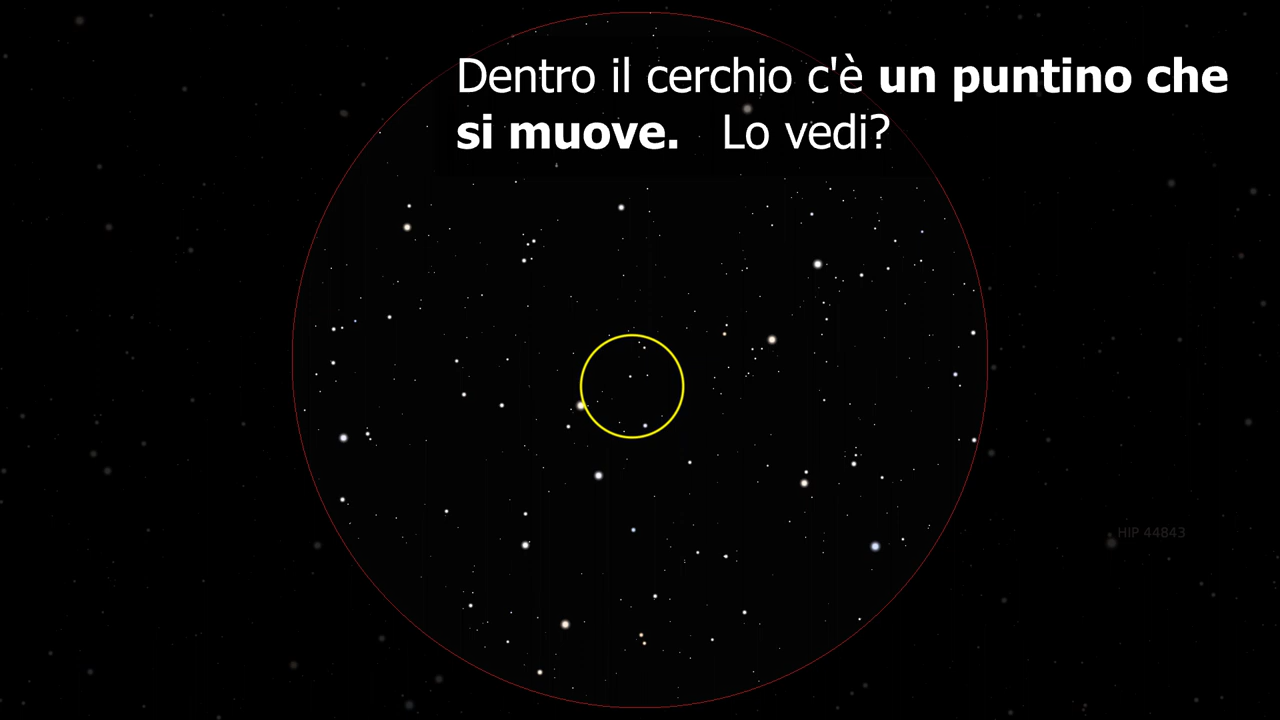 Dentro il cerchio c'è un puntino che
si muove. Lo vedi?
HIP 44843